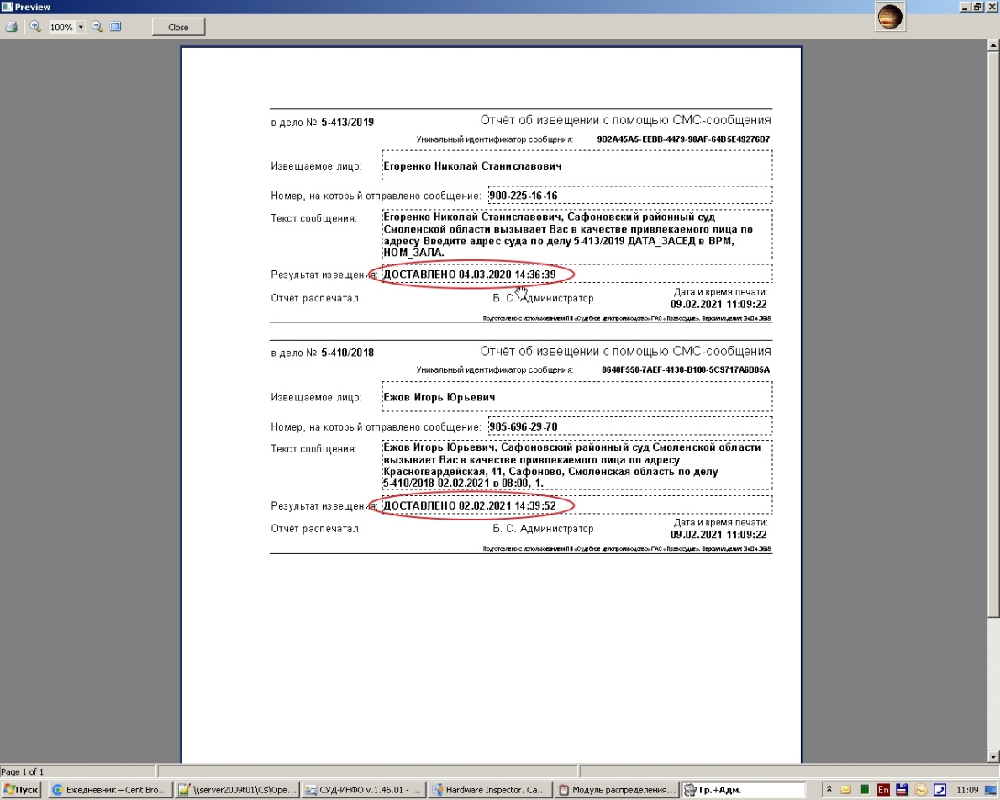 Preview
100%
Close
в дело № 5-413/2019
Отчёт об извещении с помощью СМС-сообщения
Уникальный идентификатор сообщения: 9D2A45A5-EEBB-4479-98AF-64B5E49276D7
Извещаемое лицо: Егоренко Николай Станиславович
Номер, на который отправлено сообщение: 900-225-16-16
Текст сообщения: Егоренко Николай Станиславович, Сафоновский районный суд
Смоленской области вызывает Вас в качестве привлекаемого лица по
адресу Введите адрес суда по делу 5-413/2019 ДАТА_ЗАСЕД в ВРМ,
НОМ_ЗАЛА.
Результат извещения: ДОСТАВЛЕНО 04.03.2020 14:36:39
Отчёт распечатал Б. С. Администратор
Дата и время печати:
09.02.2021 11:09:22
Подготовлено с использованием ПИ «Судебное делопроизводство» ГАС «Правосудие». Версия изделия: 34.0.4.3649
в дело № 5-410/2018
Отчёт об извещении с помощью СМС-сообщения
Уникальный идентификатор сообщения: 0640F550-7AEF-4130-B180-5C9717A6D85A
Извещаемое лицо: Ежов Игорь Юрьевич
Номер, на который отправлено сообщение: 905-696-29-70
Текст сообщения: Ежов Игорь Юрьевич, Сафоновский районный суд Смоленской области
вызывает Вас в качестве привлекаемого лица по адресу
Красногвардейская, 41, Сафоново, Смоленская область по делу
5-410/2018 02.02.2021 в 08:00, 1.
Результат извещения: ДОСТАВЛЕНО 02.02.2021 14:39:52
Отчёт распечатал Б. С. Администратор
Дата и время печати:
09.02.2021 11:09:22
Подготовлено с использованием ПИ «Судебное делопроизводство» ГАС «Правосудие». Версия изделия: 34.0.4.3649
Page 1 of 1
Пуск
Ежедневник – Cent Bro...
\\server2009t01\C$\Ope...
СУД-ИНФО v.1.46.01 - ...
Hardware Inspector. Ca...
Модуль распределения...
Гр.+Адм.
En
11:09